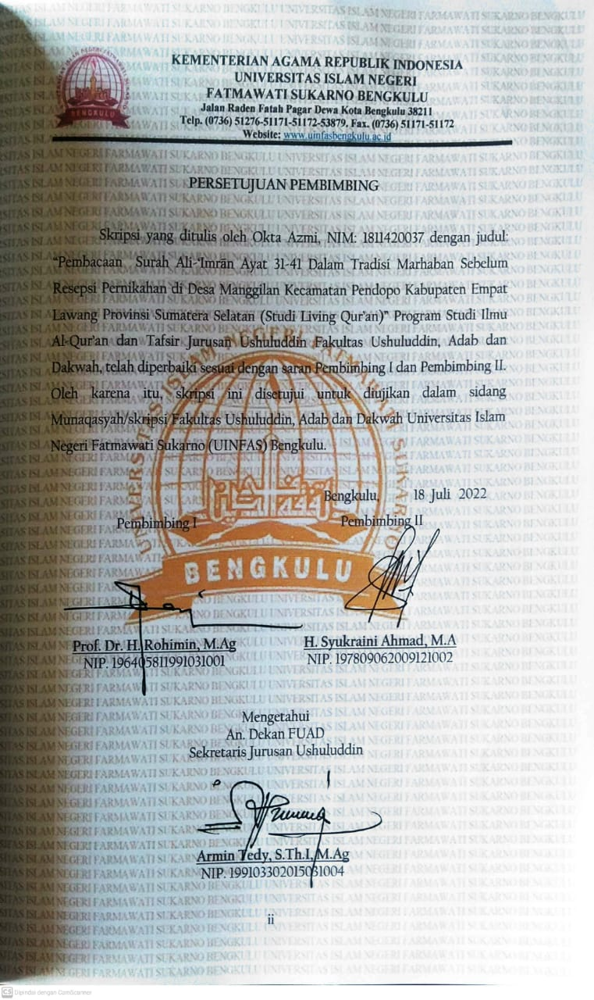 KEMENTERIAN AGAMA REPUBLIK INDONESIA
UNIVERSITAS ISLAM NEGERI
FATMAWATI SUKARNO BENGKULU
Jalan Raden Fatah Pagar Dewa Kota Bengkulu 38211
Telp. (0736) 51276-51171-51172-53879. Fax. (0736) 51171-51172
Website: www.uinfasbengkulu.ac.id
BENGKULU
PERSETUJUAN PEMBIMBING
Skripsi yang ditulis oleh Okta Azmi, NIM: 1811420037 dengan judul:
“Pembacaan Surah Ali-‘Imrān Ayat 31-41 Dalam Tradisi Marhaban Sebelum
Resepsi Pernikahan di Desa Manggilan Kecamatan Pendopo Kabupaten Empat
Lawang Provinsi Sumatera Selatan (Studi Living Qur’an)” Program Studi Ilmu
Al-Qur’an dan Tafsir Jurusan Ushuluddin Fakultas Ushuluddin, Adab dan
Dakwah, telah diperbaiki sesuai dengan saran Pembimbing I dan Pembimbing II.
Oleh karena itu, skripsi ini disetujui untuk diujikan dalam sidang
Munaqasyah/skripsi Fakultas Ushuluddin, Adab dan Dakwah Universitas Islam
Negeri Fatmawati Sukarno (UINFAS) Bengkulu.
Bengkulu, 18 Juli 2022
Pembimbing I Pembimbing II
BENGKULU
Prof. Dr. H. Rohimin, M.Ag H. Syukraini Ahmad, M.A
NIP. 196405811991031001 NIP. 197809062009121002
Mengetahui
An. Dekan FUAD
Sekretaris Jurusan Ushuluddin
Armin Tedy, S.Th.I, M.Ag
NIP. 199103302015031004
ii
CS Dipindai dengan CamScanner